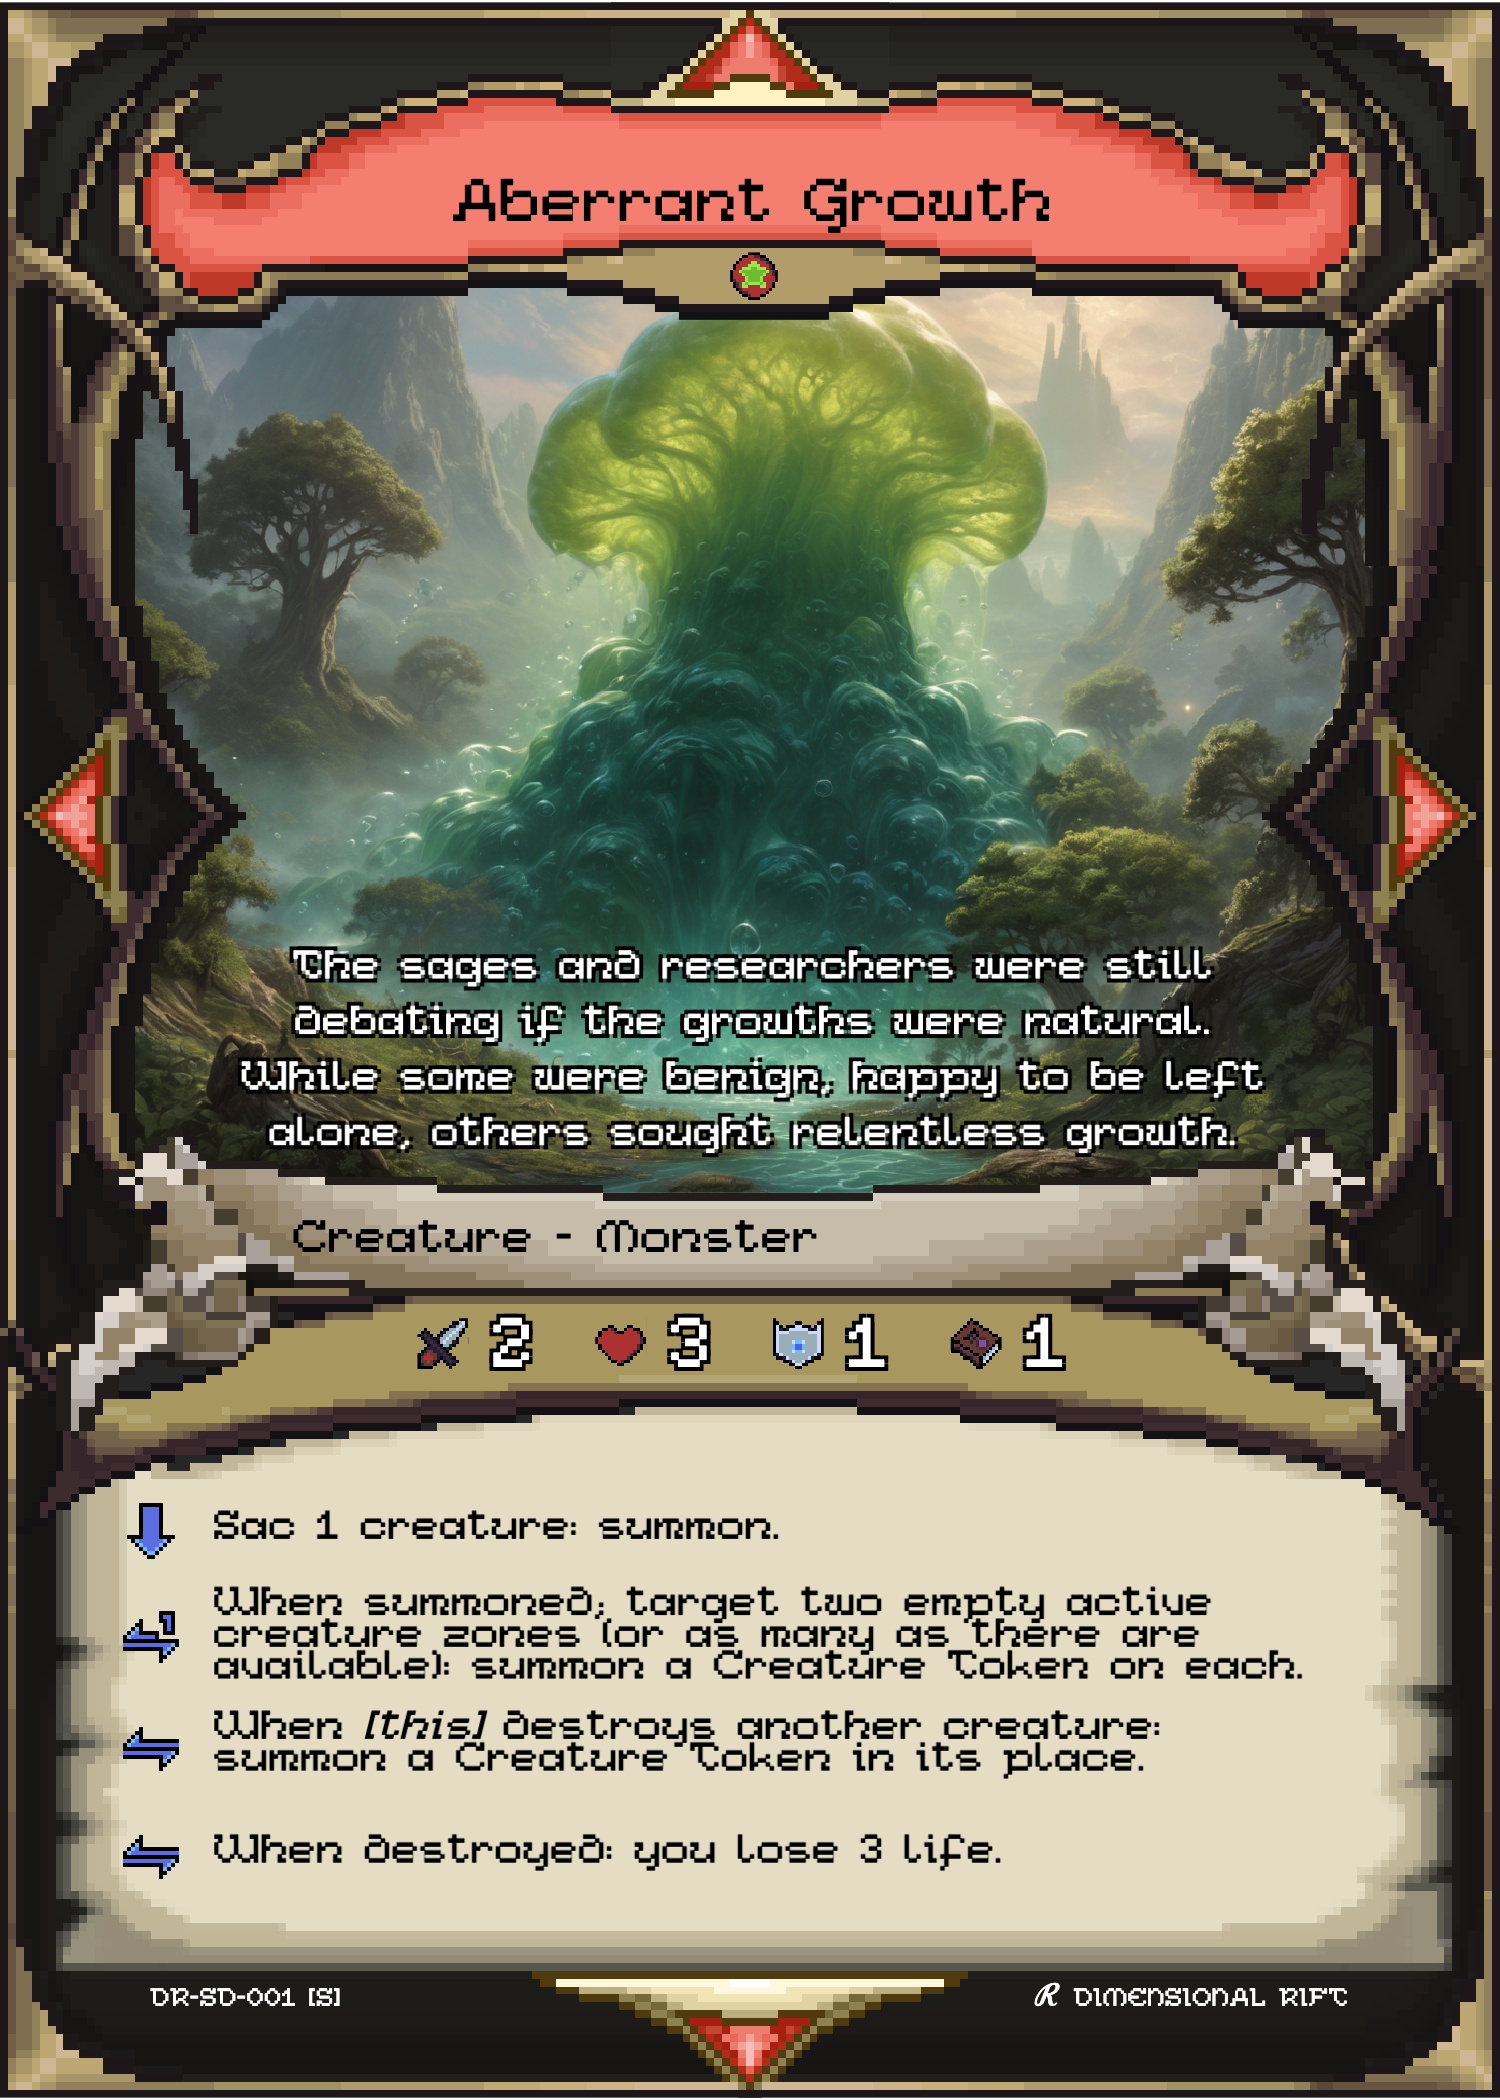 Aberrant Growth
The sages and researchers were still
debating if the growths were natural.
While some were benign, happy to be left
alone, others sought relentless growth.
Creature - Monster
2 3 1 1
Sac 1 creature: summon.
When summoned, target two empty active
creature zones (or as many as there are
available): summon a Creature Token on each.
When [this] destroys another creature:
summon a Creature Token in its place.
When destroyed: you lose 3 life.
DR-SD-001 [S]
R DIMENSIONAL RIFT